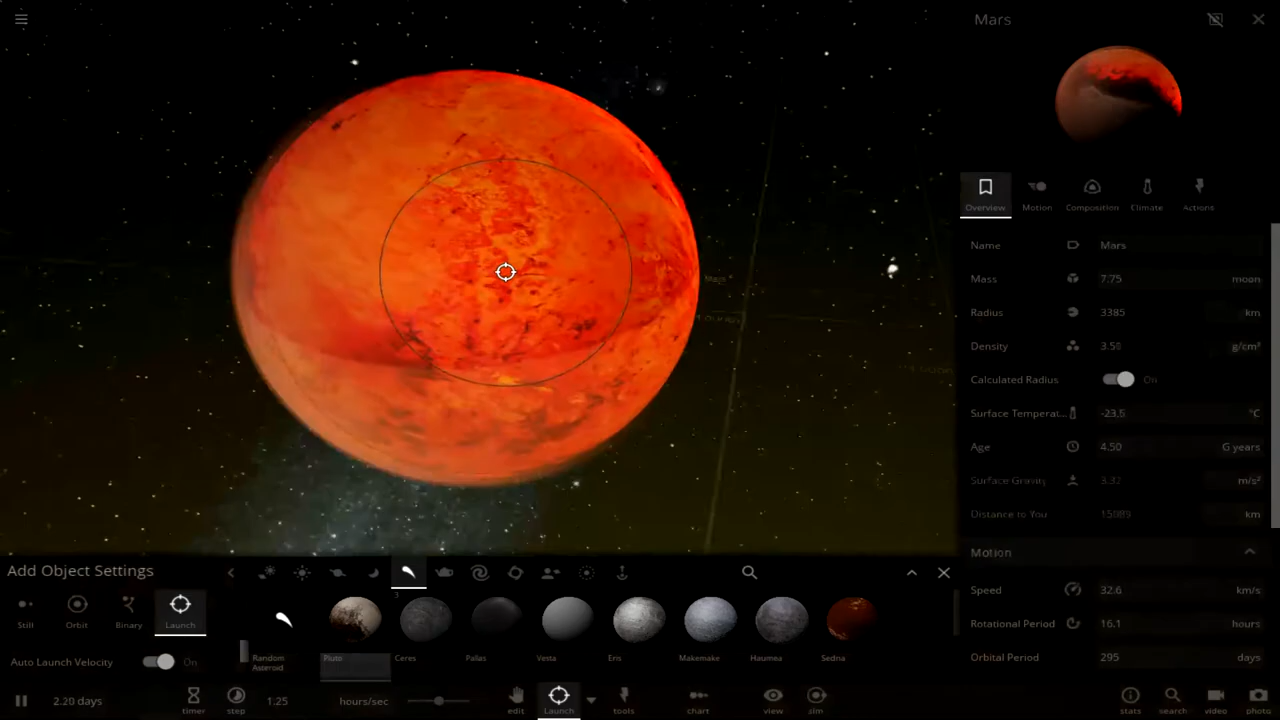 Mars
Overview
Motion
Composition
Climate
Actions
Name Mars
Mass 7.75 moon
Radius 3385 km
Density 3.58 g/cm³
Calculated Radius On
Surface Temperat... -23.5 °C
Age 4.50 G years
Surface Gravity m/s²
Distance to You km
Motion
Speed 32.6 km/s
Rotational Period 16.1 hours
Orbital Period 295 days
Mars
Add Object Settings
Still
Orbit
Binary
Launch
Auto Launch Velocity On
3
Random
Asteroid
Pluto
Ceres
Pallas
Vesta
Eris
Makemake
Haumea
Sedna
2.20 days
timer
step
1.25 hours/sec
edit
Launch
tools
chart
view
sim
stats
search
video
photo